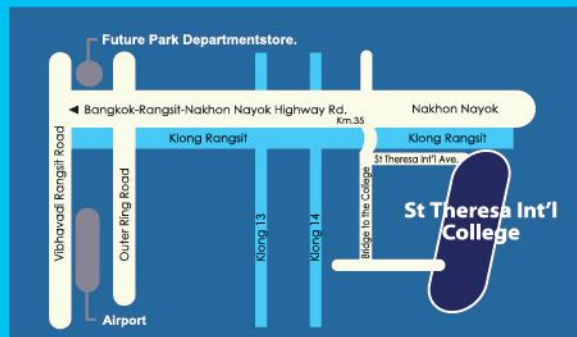 Future Park Departmentstore.
◄ Bangkok-Rangsit-Nakhon Nayok Highway Rd.
Nakhon Nayok
Km.35
Klong Rangsit
Klong Rangsit
St Theresa Int'l Ave.
Vibhavadi Rangsit Road
Outer Ring Road
Klong 13
Klong 14
Bridge to the College
St Theresa Int'l
College
Airport